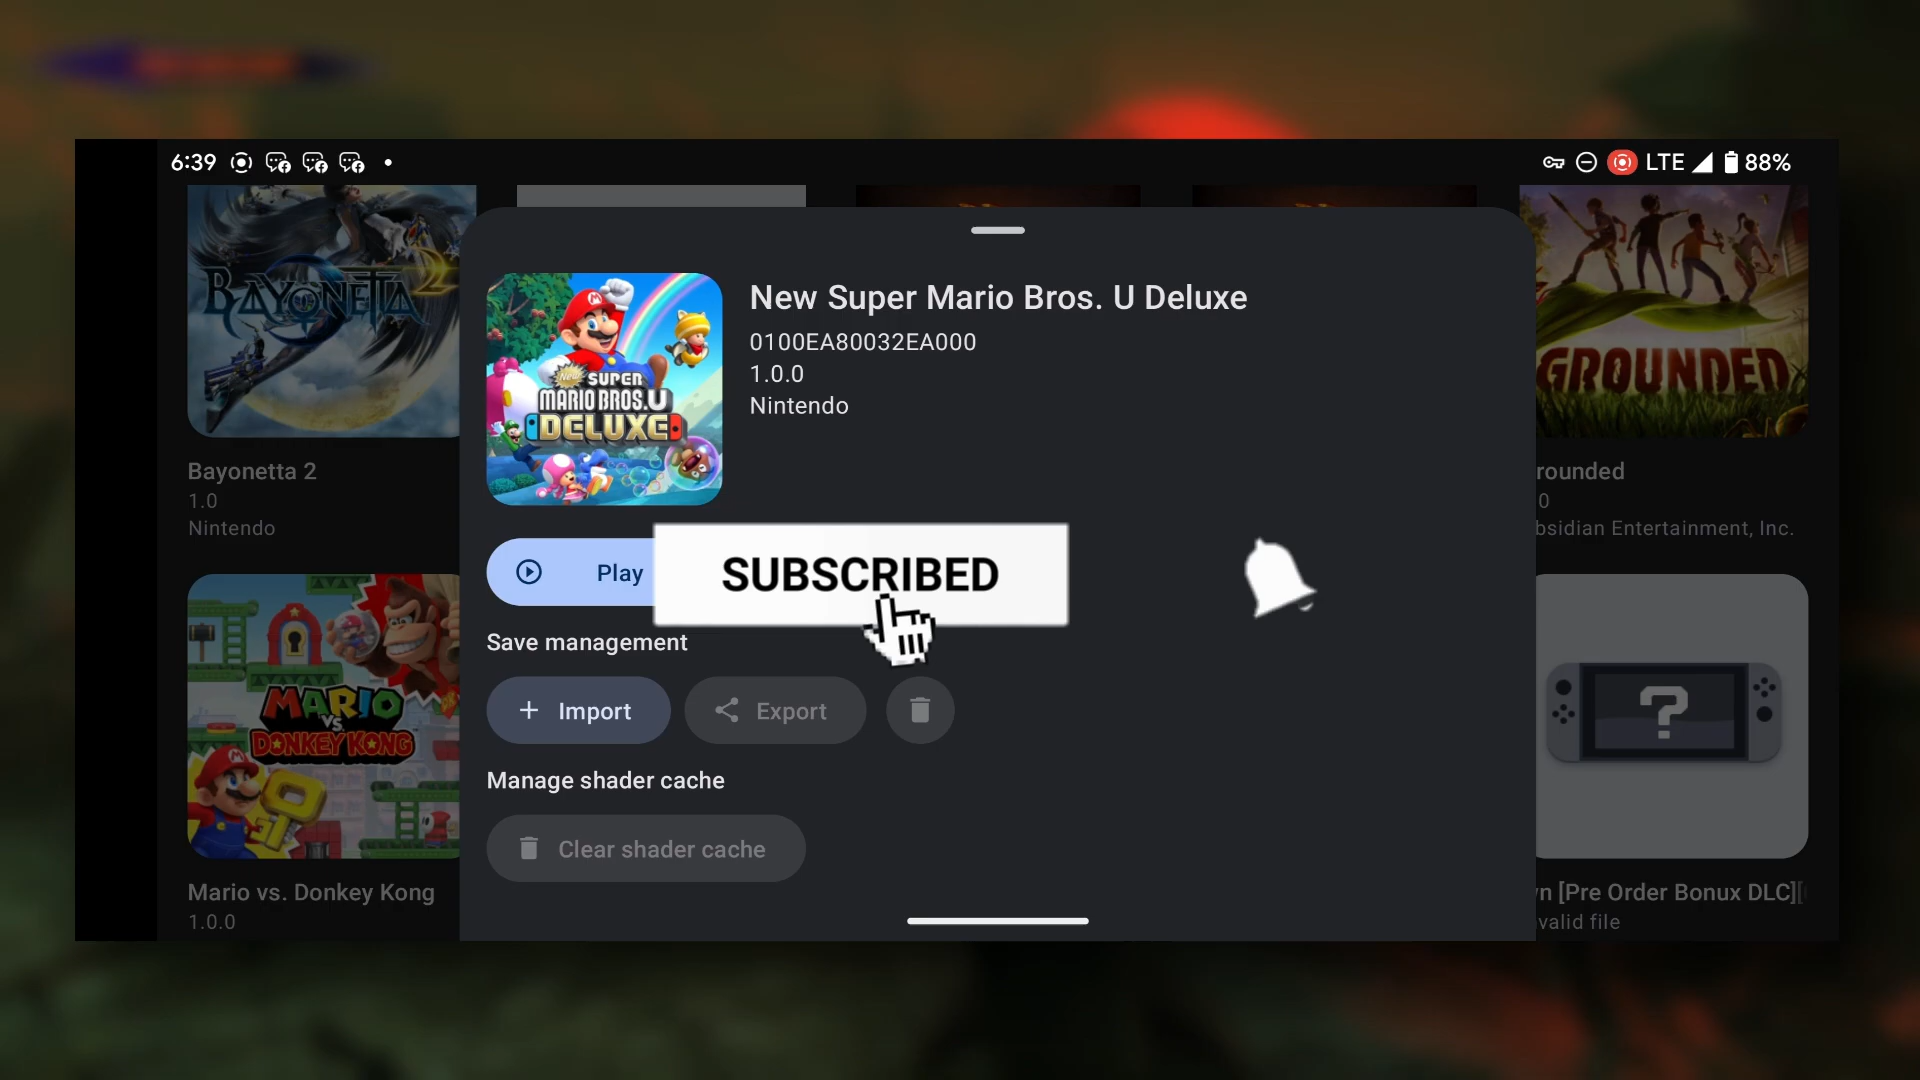 6:39
LTE 88%
BAYONETTA 2
GROUNDED
New SUPER
MARIO BROS. U
DELUXE
New Super Mario Bros. U Deluxe
0100EA80032EA000
1.0.0
Nintendo
Bayonetta 2
1.0
Nintendo
rounded
0
bsidian Entertainment, Inc.
Play
SUBSCRIBED
Save management
Import
Export
MARIO
VS.
DONKEY KONG
?
Manage shader cache
Clear shader cache
Mario vs. Donkey Kong
1.0.0
n [Pre Order Bonux DLC][
valid file